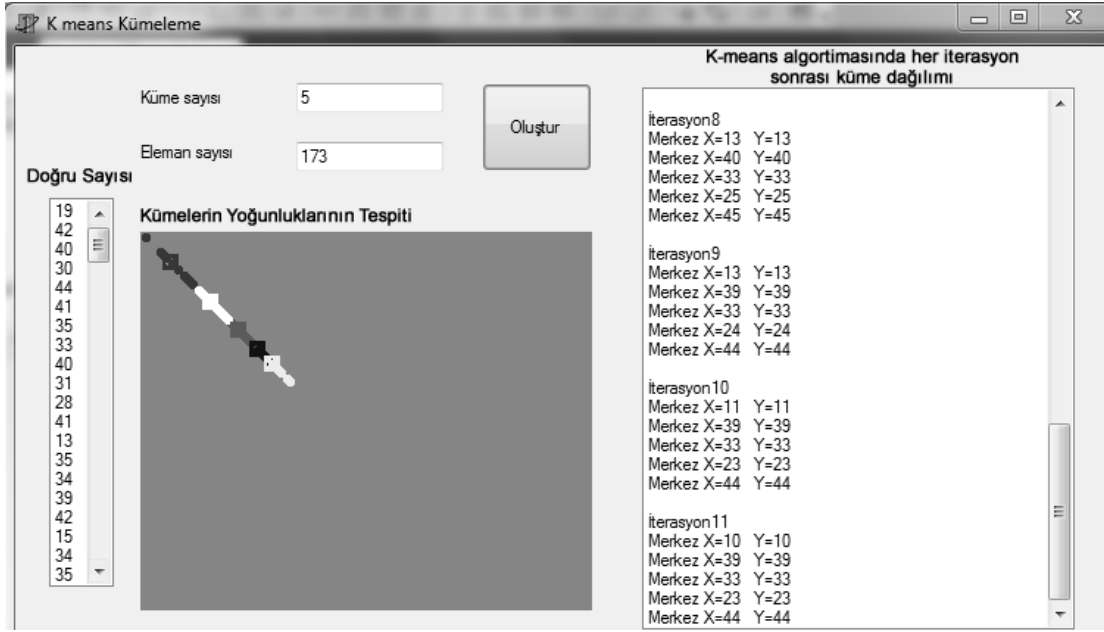 K means Kümeleme
Küme sayısı
5
Eleman sayısı
173
Oluştur
Doğru Sayısı
19
42
40
30
44
41
35
33
40
31
28
41
13
35
34
39
42
15
34
35
Kümelerin Yoğunluklarının Tespiti
K-means algortimasında her iterasyon
sonrası küme dağılımı
İterasyon8
Merkez X=13 Y=13
Merkez X=40 Y=40
Merkez X=33 Y=33
Merkez X=25 Y=25
Merkez X=45 Y=45
İterasyon9
Merkez X=13 Y=13
Merkez X=39 Y=39
Merkez X=33 Y=33
Merkez X=24 Y=24
Merkez X=44 Y=44
İterasyon10
Merkez X=11 Y=11
Merkez X=39 Y=39
Merkez X=33 Y=33
Merkez X=23 Y=23
Merkez X=44 Y=44
İterasyon11
Merkez X=10 Y=10
Merkez X=39 Y=39
Merkez X=33 Y=33
Merkez X=23 Y=23
Merkez X=44 Y=44